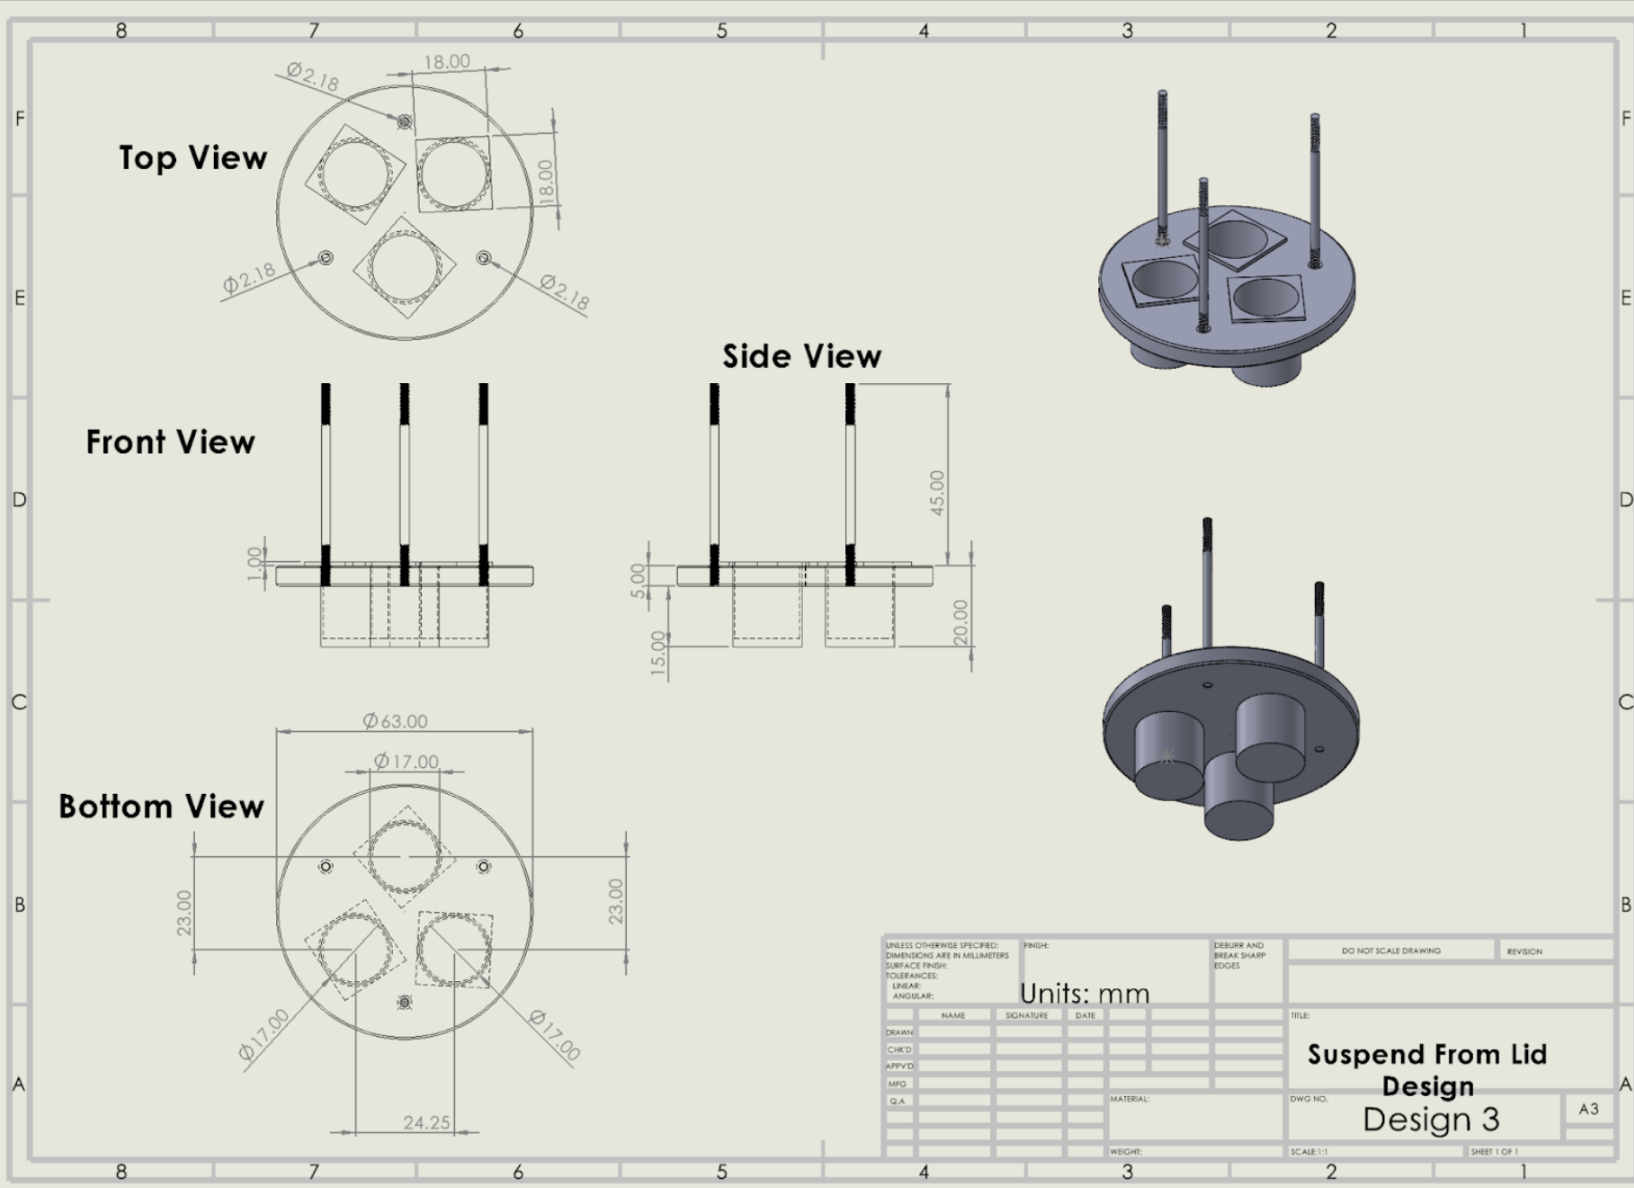 8 7 6 5 4 3 2 1
F F
E E
D D
C C
B B
A A
Top View
Ø2.18
18.00
18.00
Ø2.18
Ø2.18
Front View
1.00
Side View
45.00
5.00
15.00
20.00
Bottom View
Ø63.00
Ø17.00
23.00
23.00
Ø17.00
Ø17.00
24.25
UNLESS OTHERWISE SPECIFIED:
DIMENSIONS ARE IN MILLIMETERS
SURFACE FINISH:
TOLERANCES:
LINEAR:
ANGULAR:
FINISH:
Units: mm
DEBURR AND
BREAK SHARP
EDGES
DO NOT SCALE DRAWING
REVISION
NAME SIGNATURE DATE
DRAWN
CHK'D
APPV'D
MFG
Q.A
TITLE:
Suspend From Lid
Design
MATERIAL:
DWG NO.
Design 3
A3
WEIGHT:
SCALE:1:1
SHEET 1 OF 1
8 7 6 5 4 3 2 1